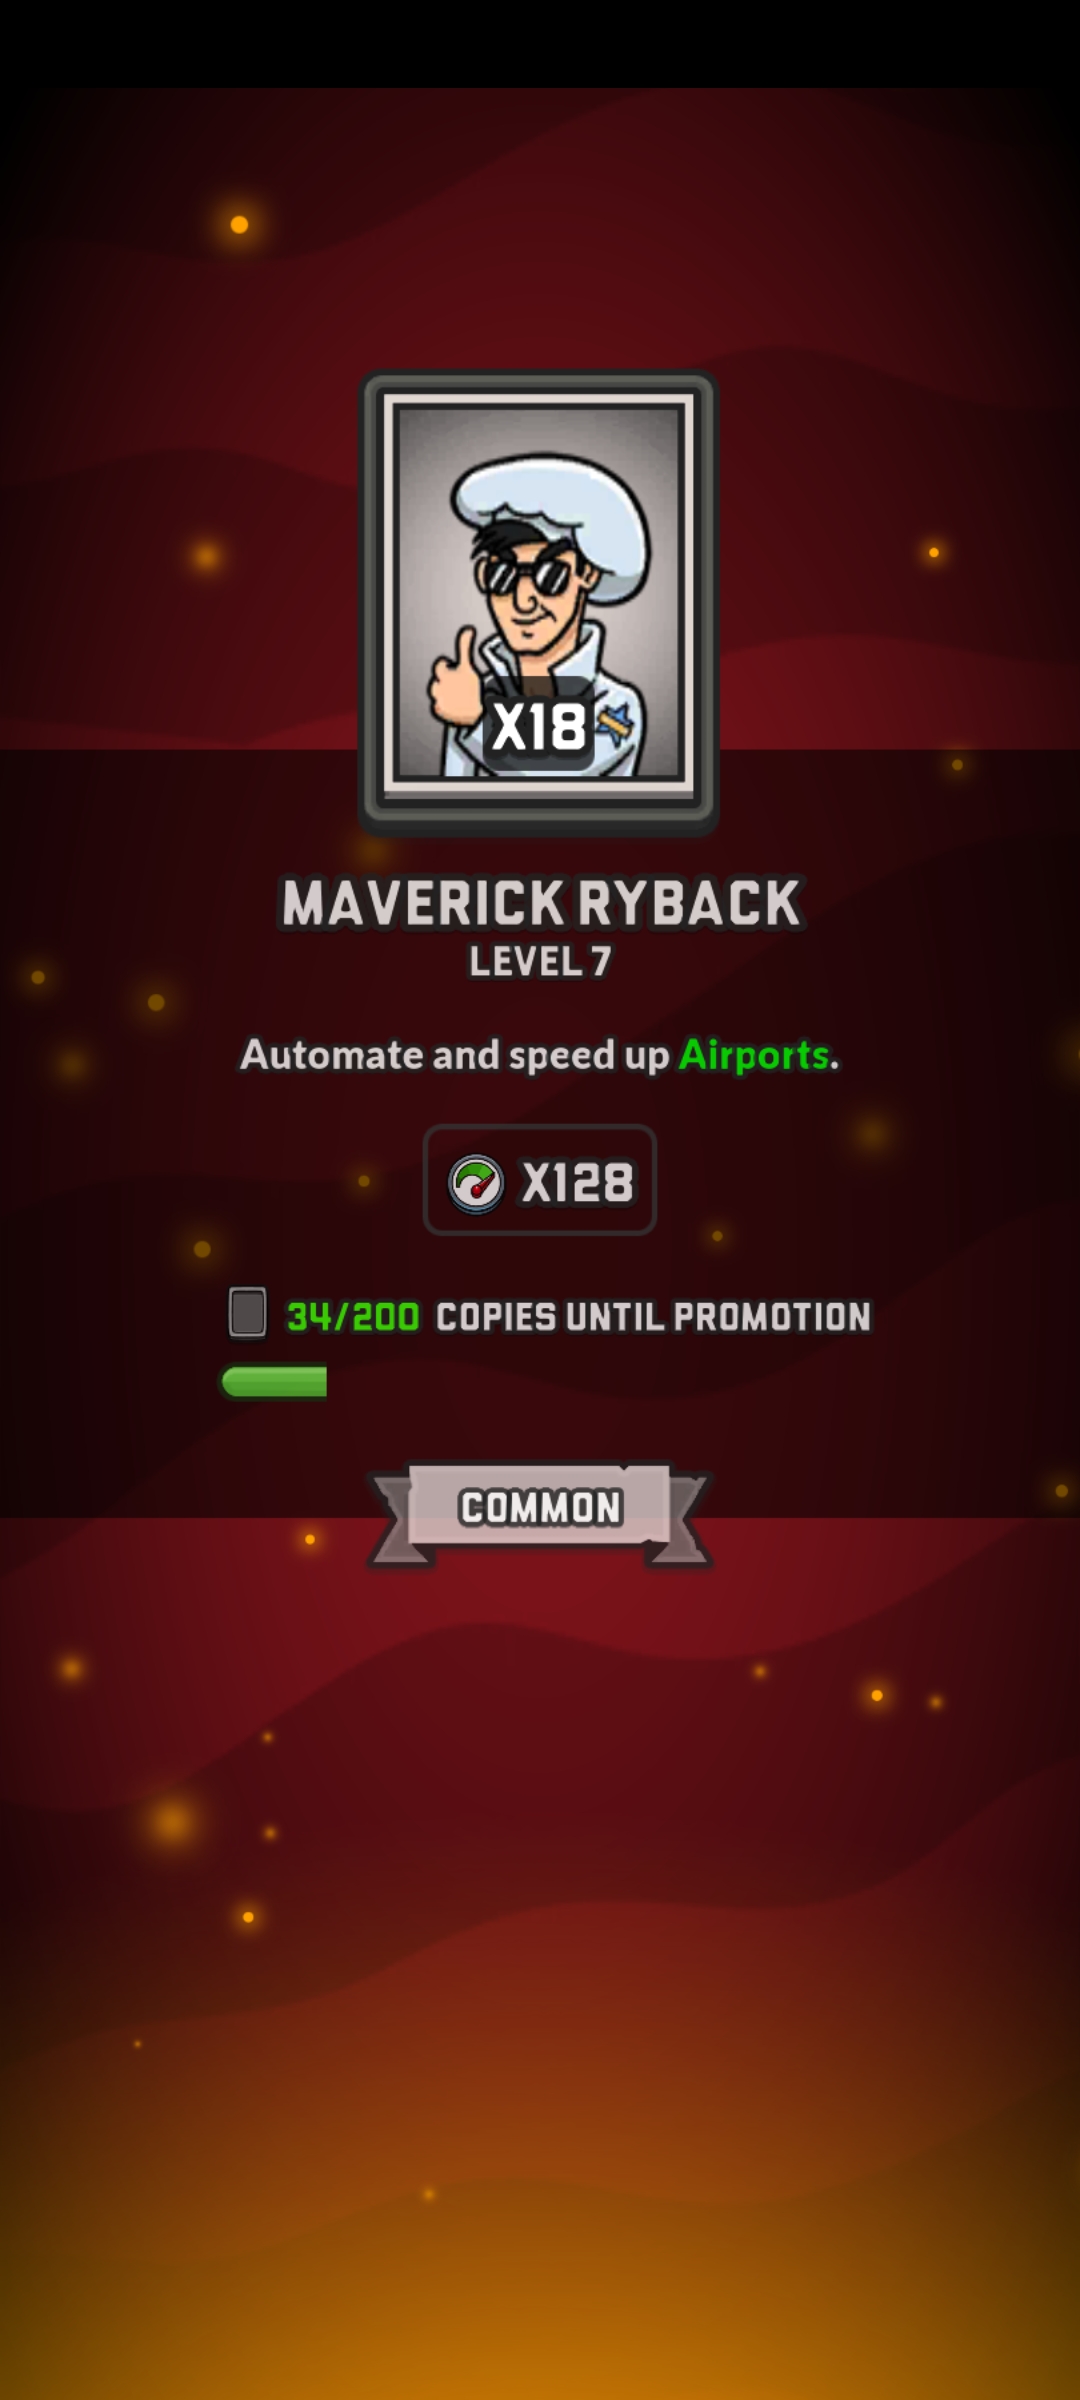 X18
MAVERICK RYBACK
LEVEL 7
Automate and speed up Airports.
X128
34/200 COPIES UNTIL PROMOTION
COMMON